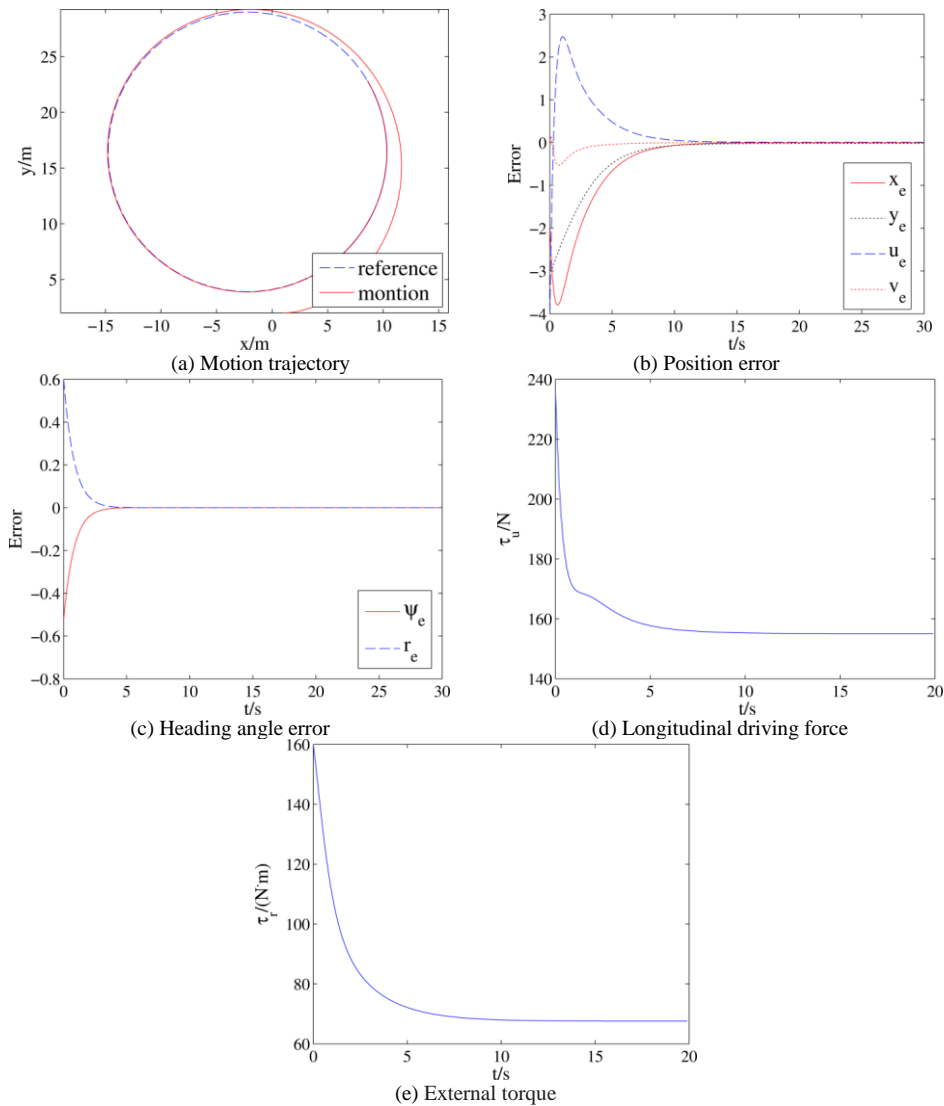 25
20
15
10
5
y/m
−15
−10
−5
0
5
10
15
x/m
reference
montion
(a) Motion trajectory
3
2
1
0
−1
−2
−3
−4
Error
0
5
10
15
20
25
30
t/s
x_e
y_e
u_e
v_e
(b) Position error
0.6
0.4
0.2
0
−0.2
−0.4
−0.6
−0.8
Error
0
5
10
15
20
25
30
t/s
ψ_e
r_e
(c) Heading angle error
240
220
200
180
160
140
τ_u/N
0
5
10
15
20
t/s
(d) Longitudinal driving force
160
140
120
100
80
60
τ_r/(N·m)
0
5
10
15
20
t/s
(e) External torque